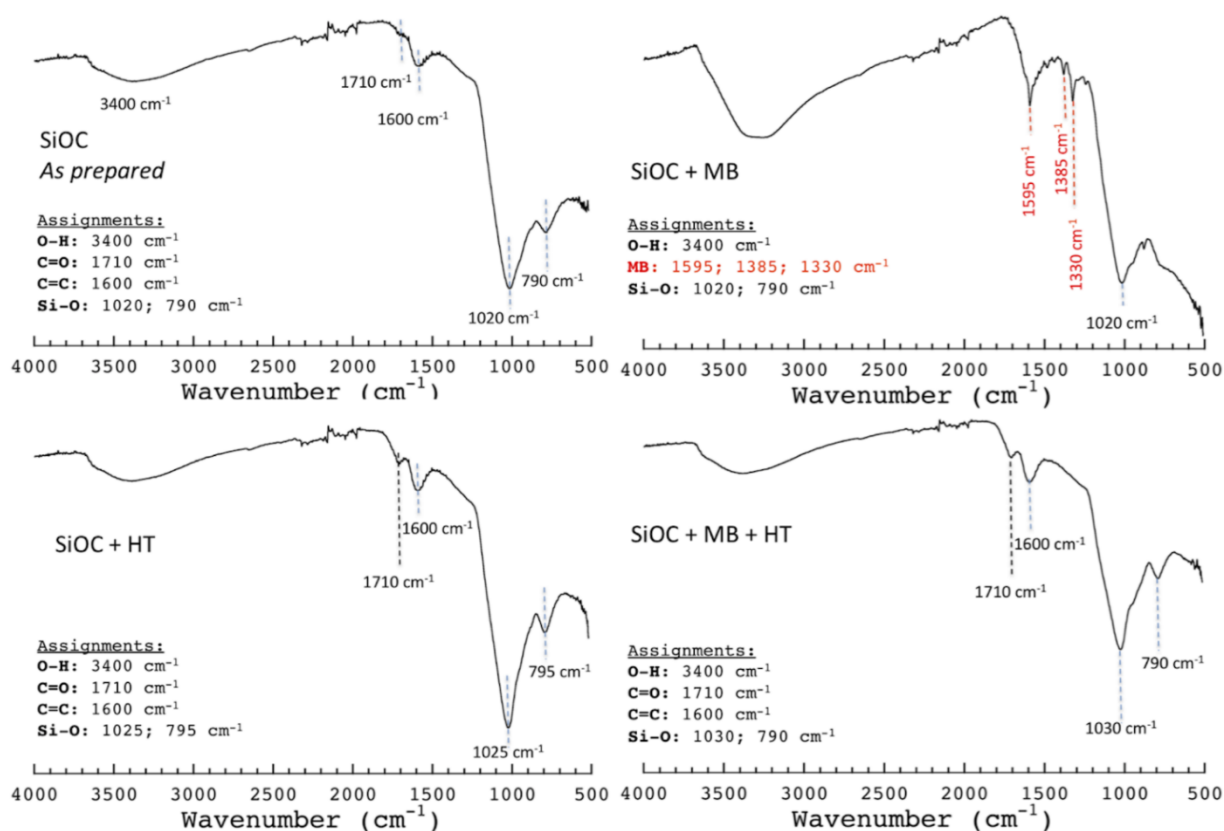 1710 cm⁻¹
3400 cm⁻¹
1600 cm⁻¹
SiOC
As prepared
Assignments:
O-H: 3400 cm⁻¹
C=O: 1710 cm⁻¹
C=C: 1600 cm⁻¹
Si-O: 1020; 790 cm⁻¹
790 cm⁻¹
1020 cm⁻¹
4000 3500 3000 2500 2000 1500 1000 500
Wavenumber (cm⁻¹)
SiOC + MB
1595 cm⁻¹
1385 cm⁻¹
1330 cm⁻¹
Assignments:
O-H: 3400 cm⁻¹
MB: 1595; 1385; 1330 cm⁻¹
Si-O: 1020; 790 cm⁻¹
1020 cm⁻¹
4000 3500 3000 2500 2000 1500 1000 500
Wavenumber (cm⁻¹)
SiOC + HT
1600 cm⁻¹
1710 cm⁻¹
Assignments:
O-H: 3400 cm⁻¹
C=O: 1710 cm⁻¹
C=C: 1600 cm⁻¹
Si-O: 1025; 795 cm⁻¹
795 cm⁻¹
1025 cm⁻¹
4000 3500 3000 2500 2000 1500 1000 500
Wavenumber (cm⁻¹)
SiOC + MB + HT
1600 cm⁻¹
1710 cm⁻¹
Assignments:
O-H: 3400 cm⁻¹
C=O: 1710 cm⁻¹
C=C: 1600 cm⁻¹
Si-O: 1030; 790 cm⁻¹
790 cm⁻¹
1030 cm⁻¹
4000 3500 3000 2500 2000 1500 1000 500
Wavenumber (cm⁻¹)